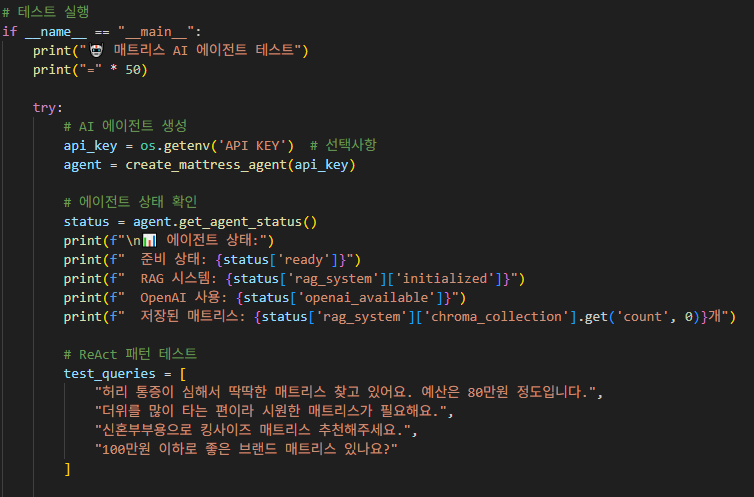 # 테스트 실행
if __name__ == "__main__":
    print("🤖 매트리스 AI 에이전트 테스트")
    print("=" * 50)
    try:
        # AI 에이전트 생성
        api_key = os.getenv('API KEY')  # 선택사항
        agent = create_mattress_agent(api_key)
        # 에이전트 상태 확인
        status = agent.get_agent_status()
        print(f"\n📊 에이전트 상태:")
        print(f"  준비 상태: {status['ready']}")
        print(f"  RAG 시스템: {status['rag_system']['initialized']}")
        print(f"  OpenAI 사용: {status['openai_available']}")
        print(f"  저장된 매트리스: {status['rag_system']['chroma_collection'].get('count', 0)}개")
        # ReAct 패턴 테스트
        test_queries = [
            "허리 통증이 심해서 딱딱한 매트리스 찾고 있어요. 예산은 80만원 정도입니다.",
            "더위를 많이 타는 편이라 시원한 매트리스가 필요해요.",
            "신혼부부용으로 킹사이즈 매트리스 추천해주세요.",
            "100만원 이하로 좋은 브랜드 매트리스 있나요?"
        ]